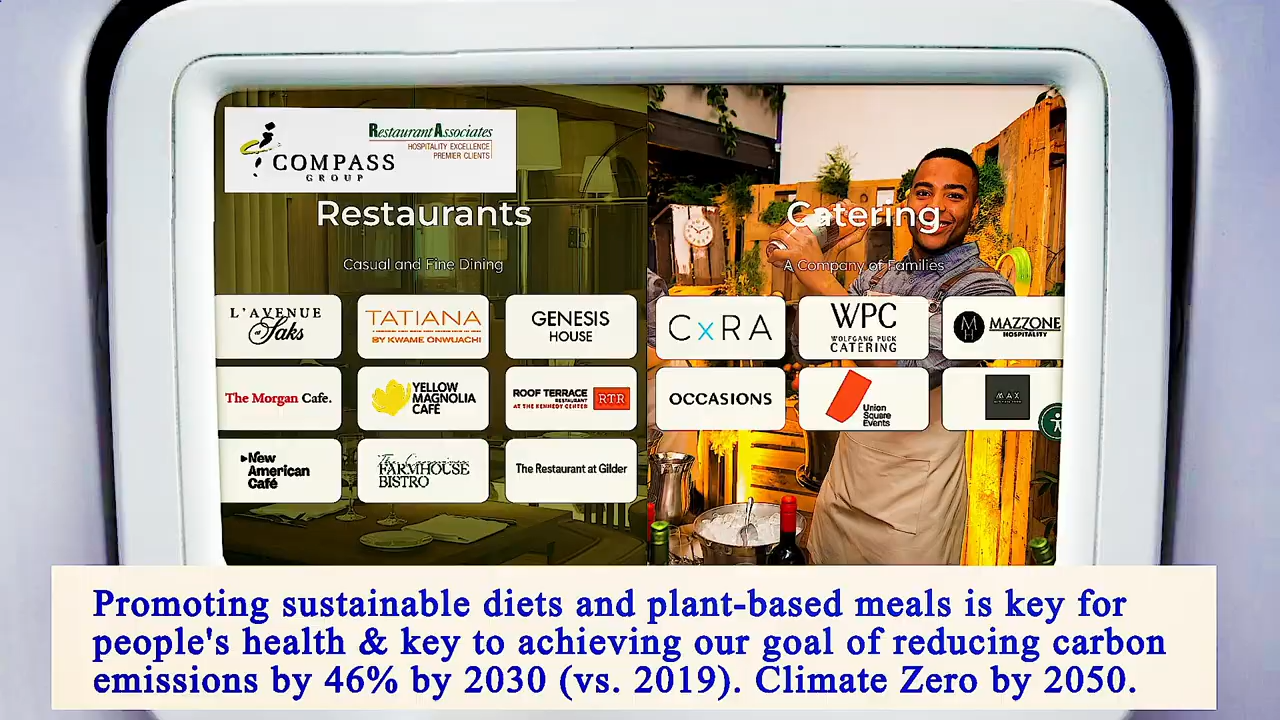 COMPASS
GROUP
Restaurant Associates
HOSPITALITY EXCELLENCE
PREMIER CLIENTS
Restaurants
Casual and Fine Dining
L'AVENUE
at Saks
TATIANA
BY KWAME ONWUACHI
GENESIS
HOUSE
The Morgan Cafe.
YELLOW
MAGNOLIA
CAFÉ
ROOF TERRACE
RESTAURANT
AT THE KENNEDY CENTER
RTR
New
American
Café
FARMHOUSE
BISTRO
The Restaurant at Gilder
Catering
A Company of Families
CxRA
WPC
WOLFGANG PUCK
CATERING
MH
MAZZONE
HOSPITALITY
OCCASIONS
Union
Square
Events
MAX
Promoting sustainable diets and plant-based meals is key for
people's health & key to achieving our goal of reducing carbon
emissions by 46% by 2030 (vs. 2019). Climate Zero by 2050.